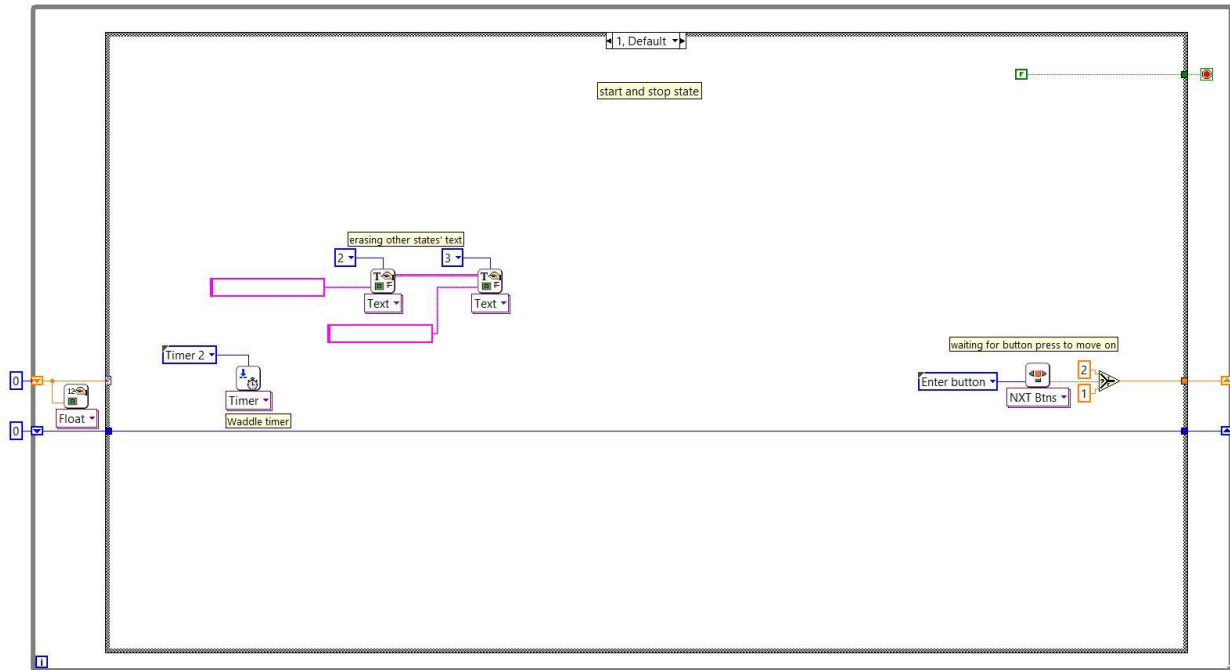 1, Default
F
start and stop state
erasing other states' text
2
3
Text
Text
Timer 2
waiting for button press to move on
0
Float
Timer
Waddle timer
Enter button
NXT Btns
2
1
0
i